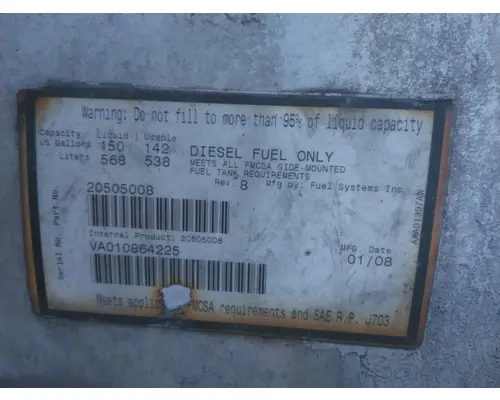 Warning: Do not fill to more than 95% of liquid capacity
Capacity Liquid | Usable
US Gallons 150 142
Liters 568 538
DIESEL FUEL ONLY
MEETS ALL FMCSA SIDE-MOUNTED
FUEL TANK REQUIREMENTS
Rev. 8 Mfg by: Fuel Systems Inc
Part No. 20505008
Internal Product: 20505008
Serial No. VA010864225
MFG. Date
01/08
Meets FMCSA requirements and SAE R.P. J703